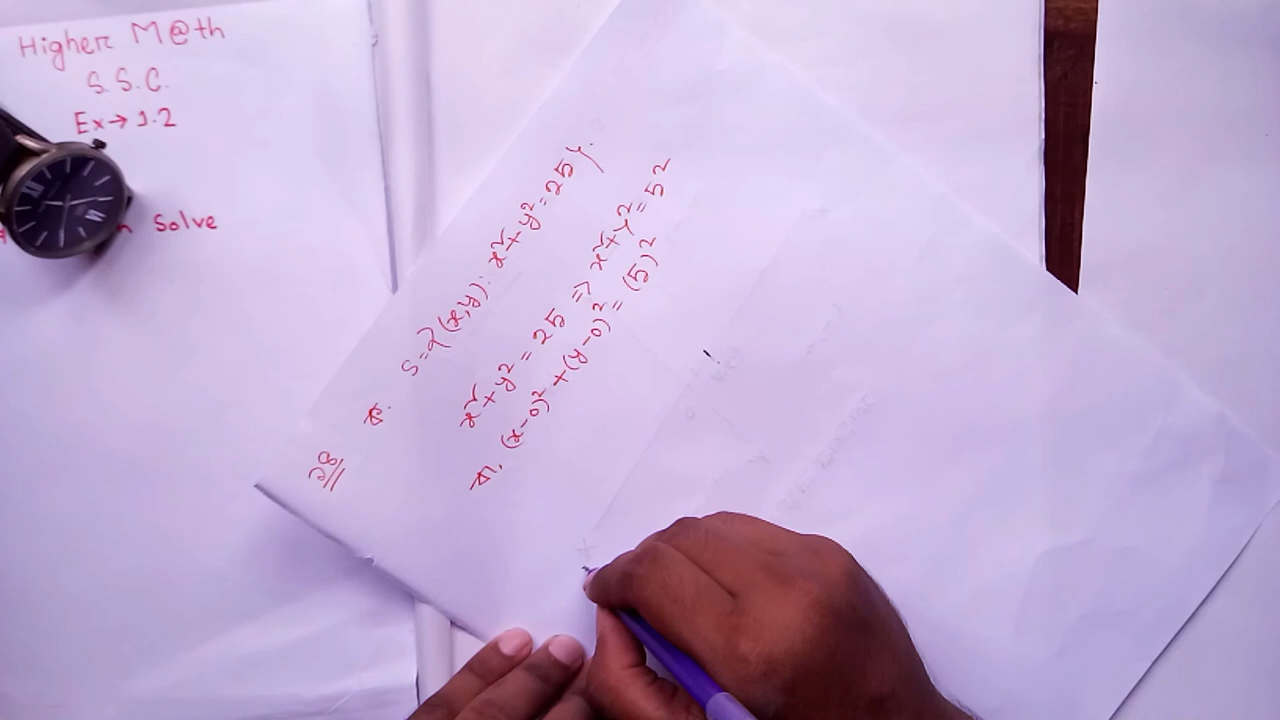 Higher M@th
S.S.C.
Ex→1.2
Solve
28
S={(x,y): x²+y²=25}.
x²+y²=25 => x²+y²=5²
(x-0)²+(y-0)²=(5)²